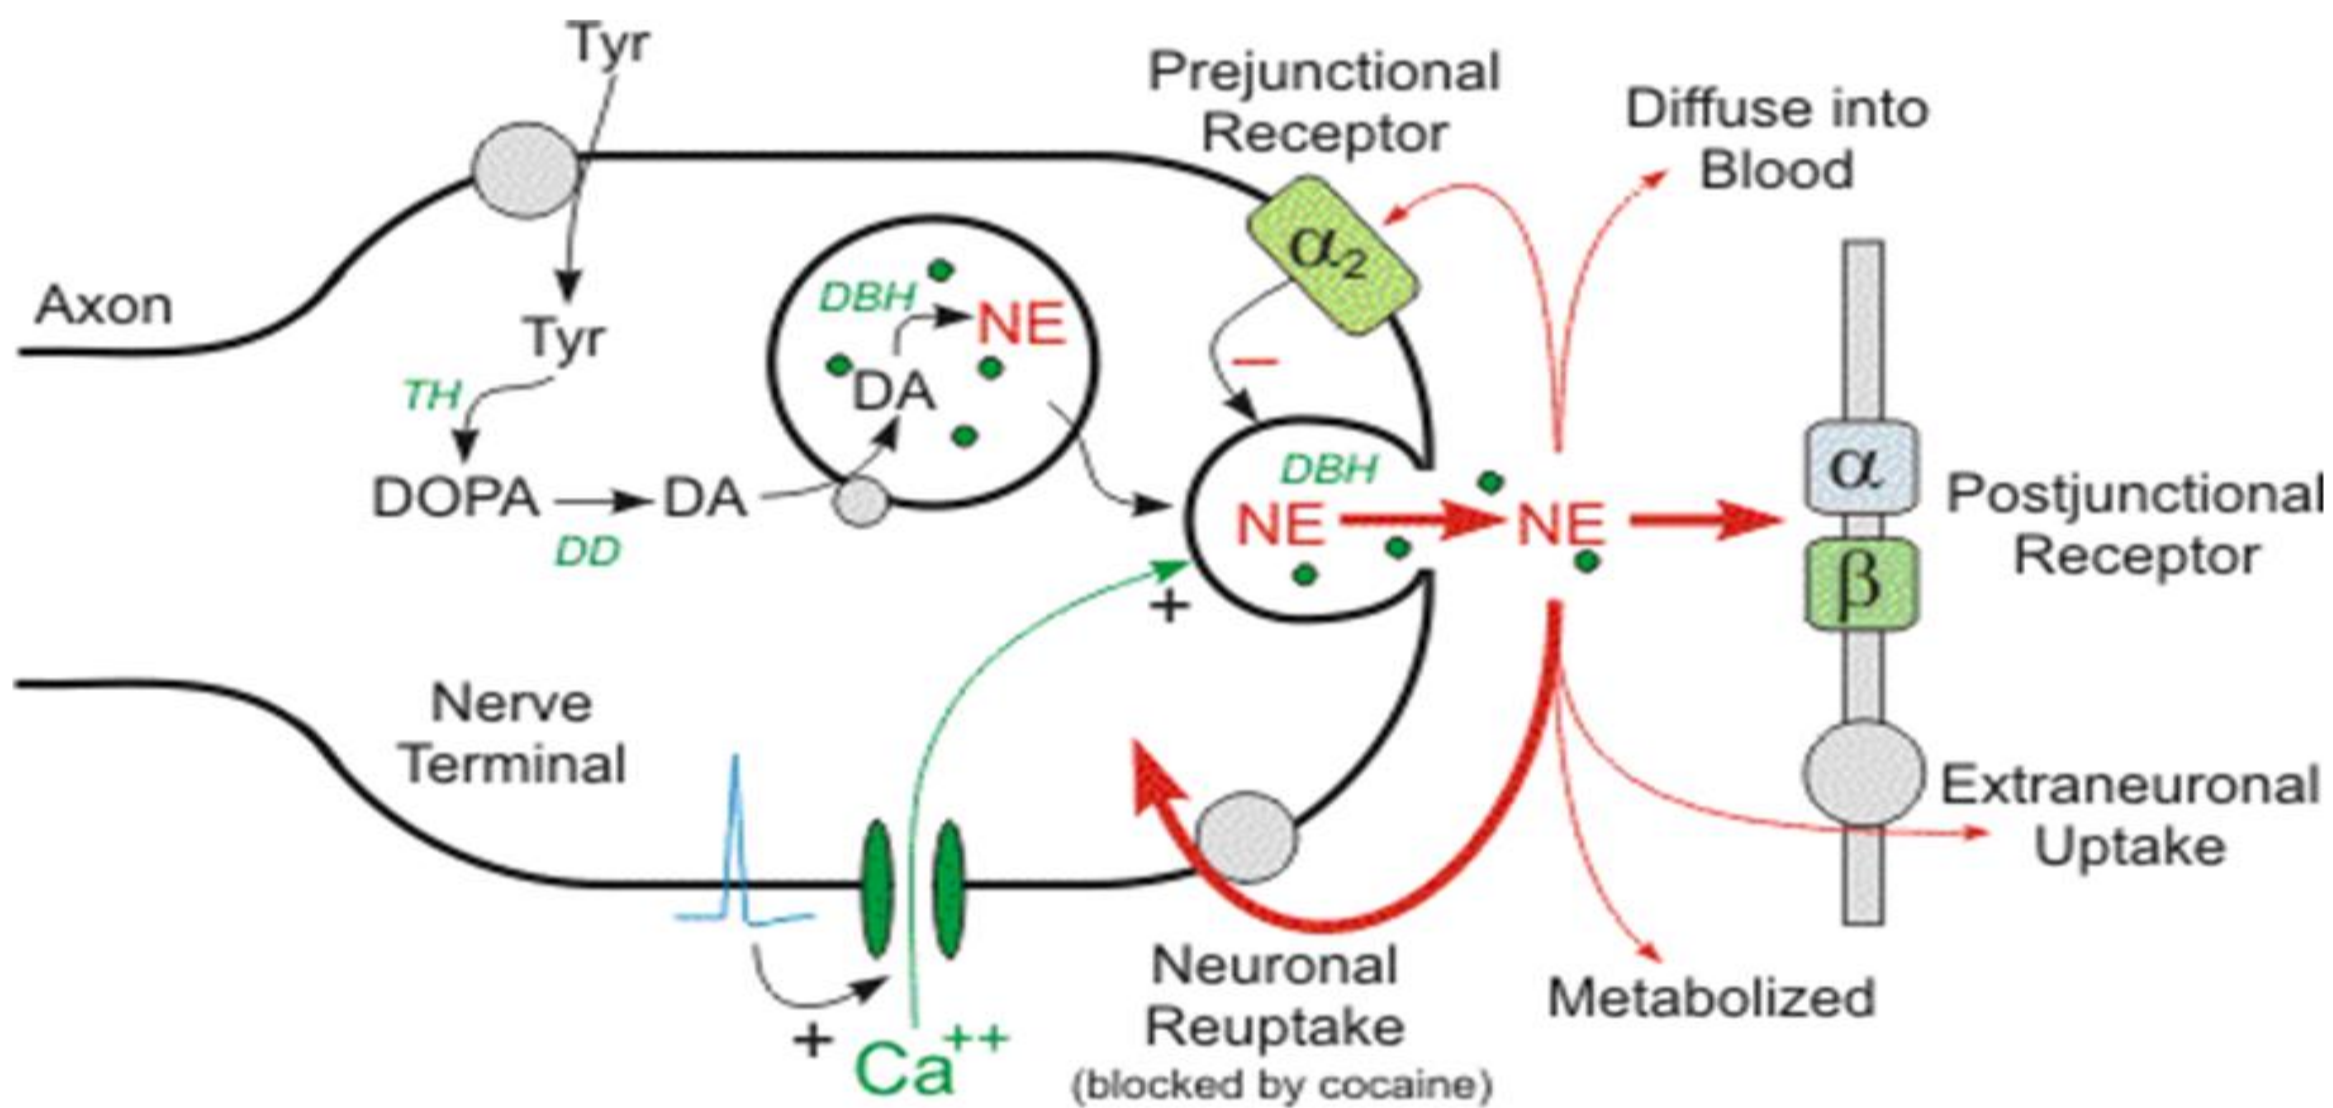 Tyr
Prejunctional
Receptor
Diffuse into
Blood
α2
Axon
DBH
NE
Tyr
DA
TH
DOPA
DA
DD
DBH
NE
NE
α
β
Postjunctional
Receptor
+
Nerve
Terminal
−
Extraneuronal
Uptake
+
Ca++
Neuronal
Reuptake
(blocked by cocaine)
Metabolized